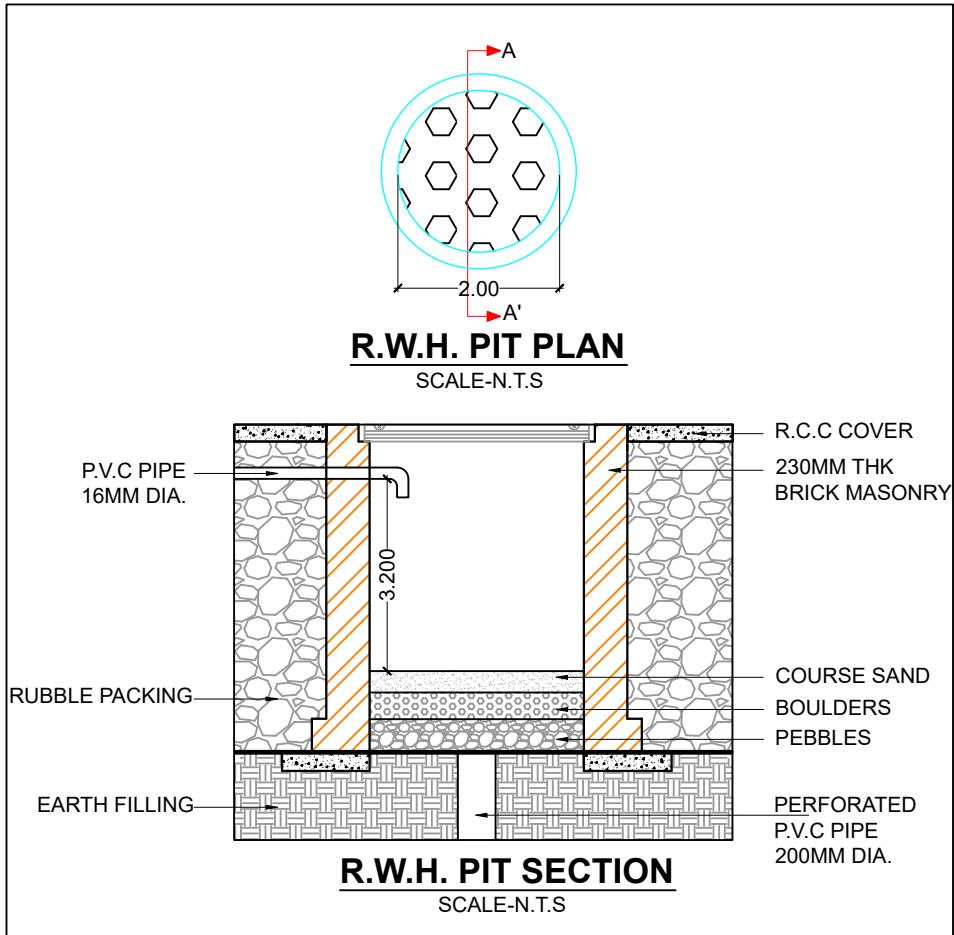 A
2.00
A'
R.W.H. PIT PLAN
SCALE-N.T.S
R.C.C COVER
P.V.C PIPE
16MM DIA.
230MM THK
BRICK MASONRY
3.200
RUBBLE PACKING
COURSE SAND
BOULDERS
PEBBLES
EARTH FILLING
PERFORATED
P.V.C PIPE
200MM DIA.
R.W.H. PIT SECTION
SCALE-N.T.S